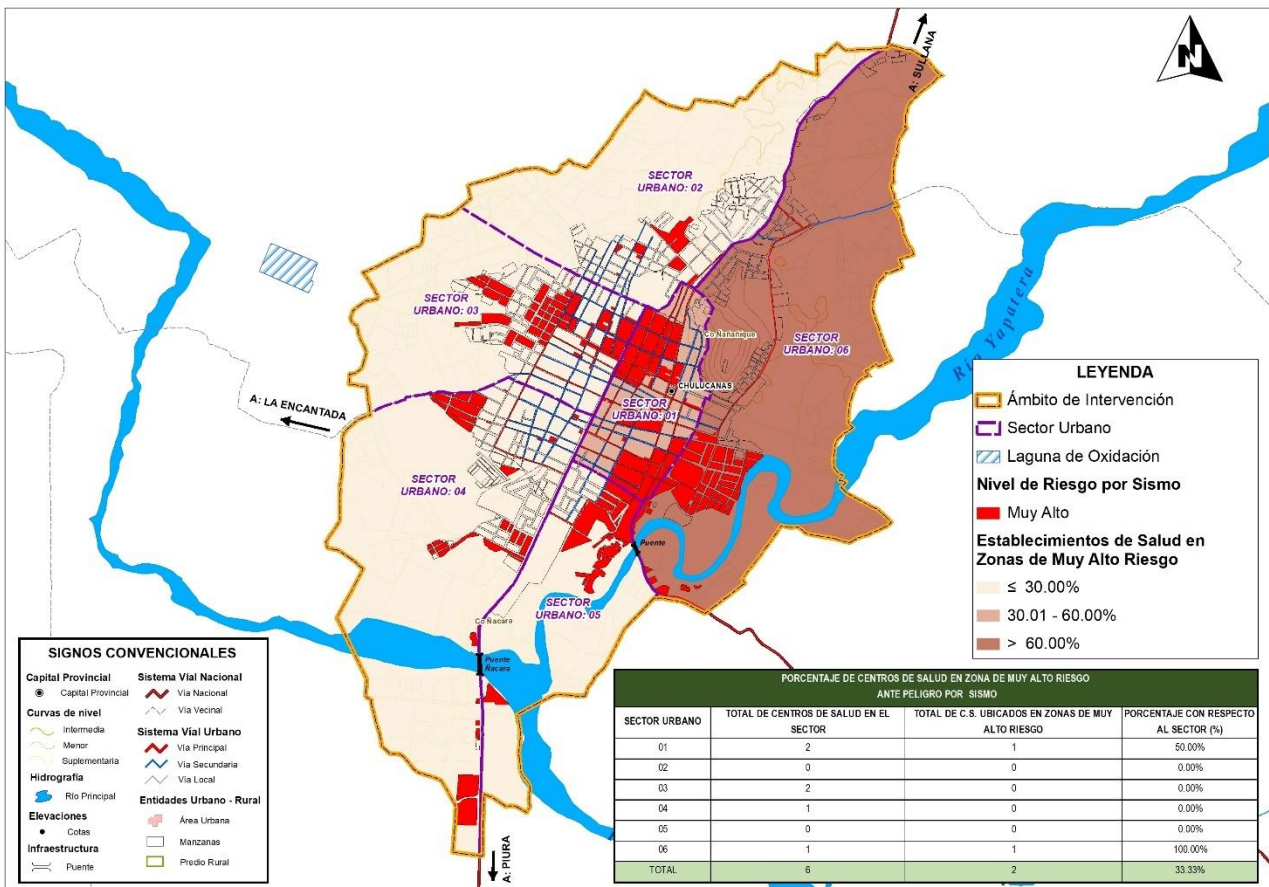 A: SULLANA
N
SECTOR
URBANO: 02
SECTOR
URBANO: 03
Co Ñañañique
SECTOR
URBANO: 06
Río Yapatera
CHULUCANAS
SECTOR
URBANO: 01
A: LA ENCANTADA
SECTOR
URBANO: 04
Puente
SECTOR
URBANO: 05
Co Ñacara
Puente
Ñacara
A: PIURA
LEYENDA
Ámbito de Intervención
Sector Urbano
Laguna de Oxidación
Nivel de Riesgo por Sismo
Muy Alto
Establecimientos de Salud en
Zonas de Muy Alto Riesgo
≤ 30.00%
30.01 - 60.00%
> 60.00%
SIGNOS CONVENCIONALES
Capital Provincial
Capital Provincial
Curvas de nivel
Intermedia
Menor
Suplementaria
Hidrografía
Río Principal
Elevaciones
Cotas
Infraestructura
Puente
Sistema Víal Nacional
Vía Nacional
Vía Vecinal
Sistema Víal Urbano
Vía Principal
Vía Secundaria
Vía Local
Entidades Urbano - Rural
Área Urbana
Manzanas
Predio Rural
PORCENTAJE DE CENTROS DE SALUD EN ZONA DE MUY ALTO RIESGO
ANTE PELIGRO POR SISMO
SECTOR URBANO TOTAL DE CENTROS DE SALUD EN EL SECTOR TOTAL DE C.S. UBICADOS EN ZONAS DE MUY ALTO RIESGO PORCENTAJE CON RESPECTO AL SECTOR (%)
01 2 1 50.00%
02 0 0 0.00%
03 2 0 0.00%
04 1 0 0.00%
05 0 0 0.00%
06 1 1 100.00%
TOTAL 6 2 33.33%